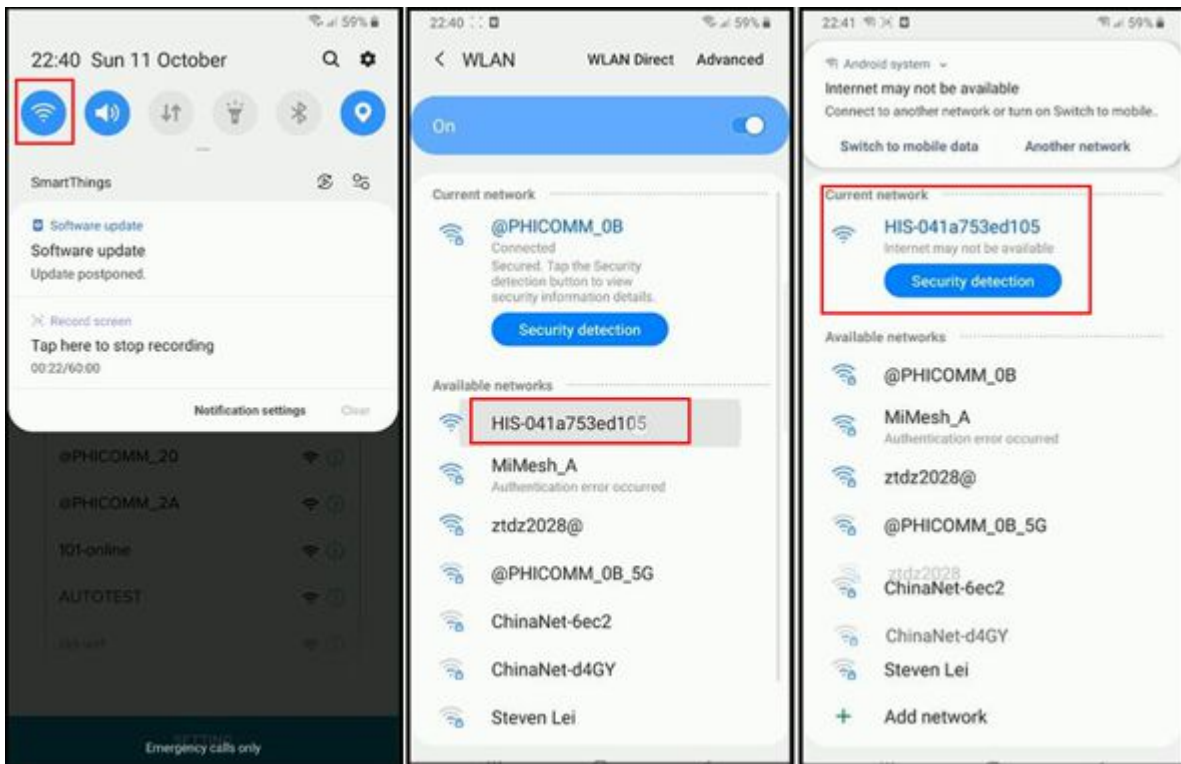 59%
22:40 Sun 11 October
SmartThings
Software update
Software update
Update postponed.
Record screen
Tap here to stop recording
00:22/60:00
Notification settings Clear
@PHICOMM_20
@PHICOMM_2A
101-online
AUTOTEST
SETTING
Emergency calls only
22:40 59%
WLAN WLAN Direct Advanced
On
Current network
@PHICOMM_0B
Connected
Secured. Tap the Security
detection button to view
security information details.
Security detection
Available networks
HIS-041a753ed105
MiMesh_A
Authentication error occurred
ztdz2028@
@PHICOMM_0B_5G
ChinaNet-6ec2
ChinaNet-d4GY
Steven Lei
22:41 59%
Android system
Internet may not be available
Connect to another network or turn on Switch to mobile..
Switch to mobile data Another network
Current network
HIS-041a753ed105
Internet may not be available
Security detection
Available networks
@PHICOMM_0B
MiMesh_A
Authentication error occurred
ztdz2028@
@PHICOMM_0B_5G
ztdz2028
ChinaNet-6ec2
ChinaNet-d4GY
Steven Lei
Add network